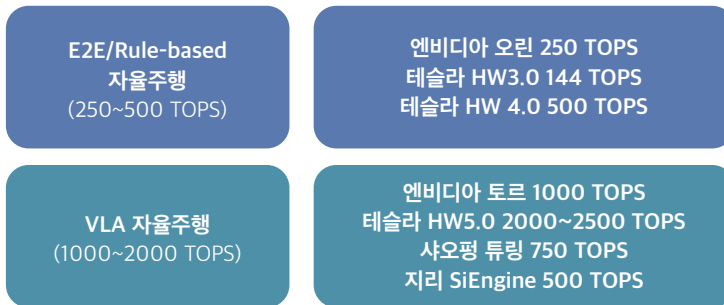 E2E/Rule-based
자율주행
(250~500 TOPS)
엔비디아 오린 250 TOPS
테슬라 HW3.0 144 TOPS
테슬라 HW 4.0 500 TOPS
VLA 자율주행
(1000~2000 TOPS)
엔비디아 토르 1000 TOPS
테슬라 HW5.0 2000~2500 TOPS
샤오펑 튜링 750 TOPS
지리 SiEngine 500 TOPS